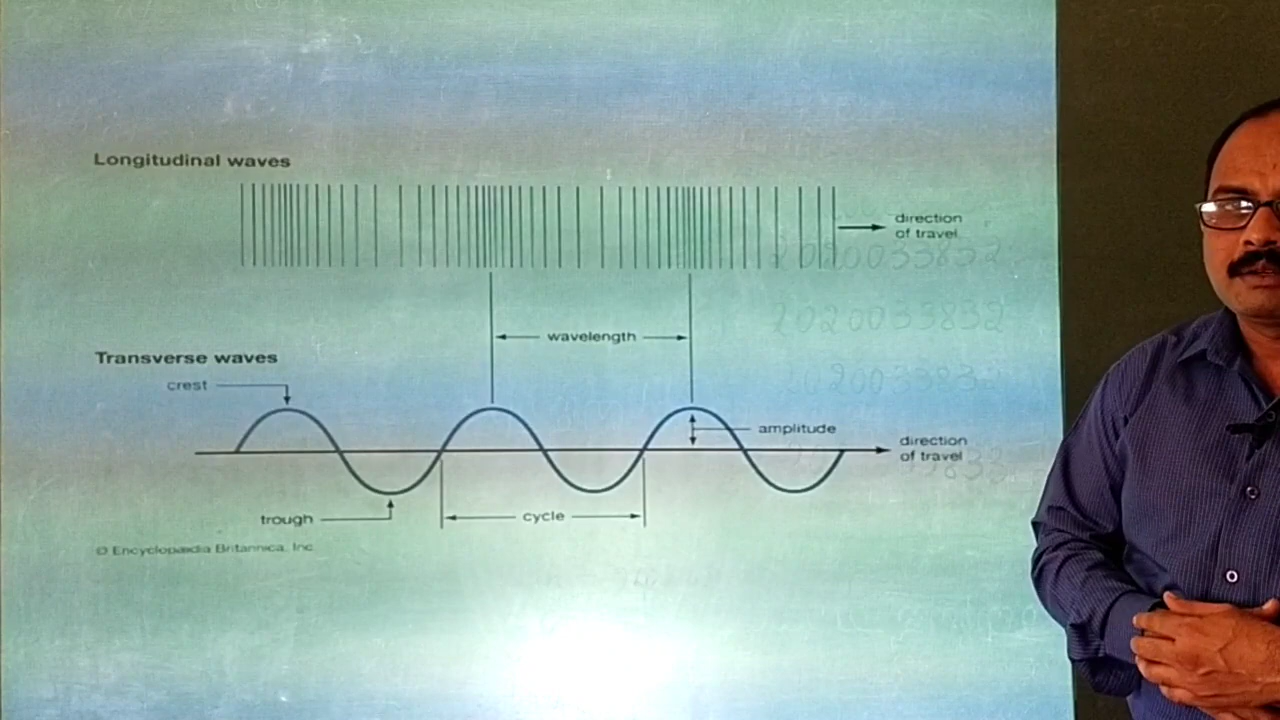 Longitudinal waves
direction
of travel
2020033832
wavelength
2020033832
Transverse waves
2020033832
crest
amplitude
direction
of travel
trough
cycle
© Encyclopædia Britannica, Inc.